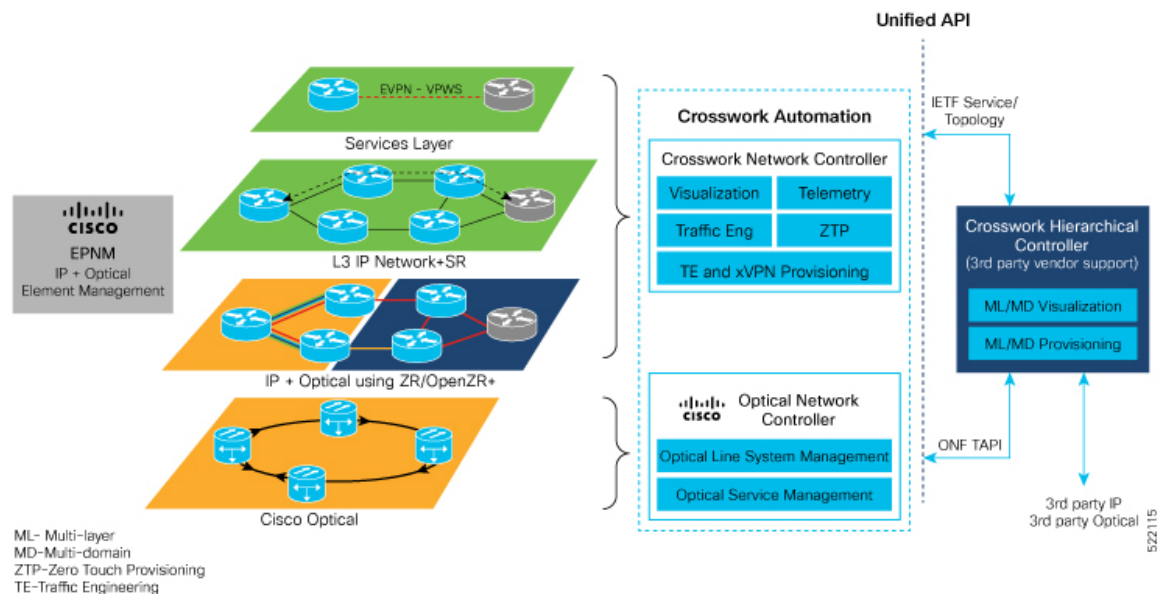 Unified API
EVPN - VPWS
Services Layer
L3 IP Network+SR
CISCO
EPNM
IP + Optical
Element Management
IP + Optical using ZR/OpenZR+
Cisco Optical
ML- Multi-layer
MD-Multi-domain
ZTP-Zero Touch Provisioning
TE-Traffic Engineering
Crosswork Automation
Crosswork Network Controller
Visualization
Telemetry
Traffic Eng
ZTP
TE and xVPN Provisioning
CISCO
Optical Network
Controller
Optical Line System Management
Optical Service Management
IETF Service/
Topology
Crosswork Hierarchical
Controller
(3rd party vendor support)
ML/MD Visualization
ML/MD Provisioning
ONF TAPI
3rd party IP
3rd party Optical
522115